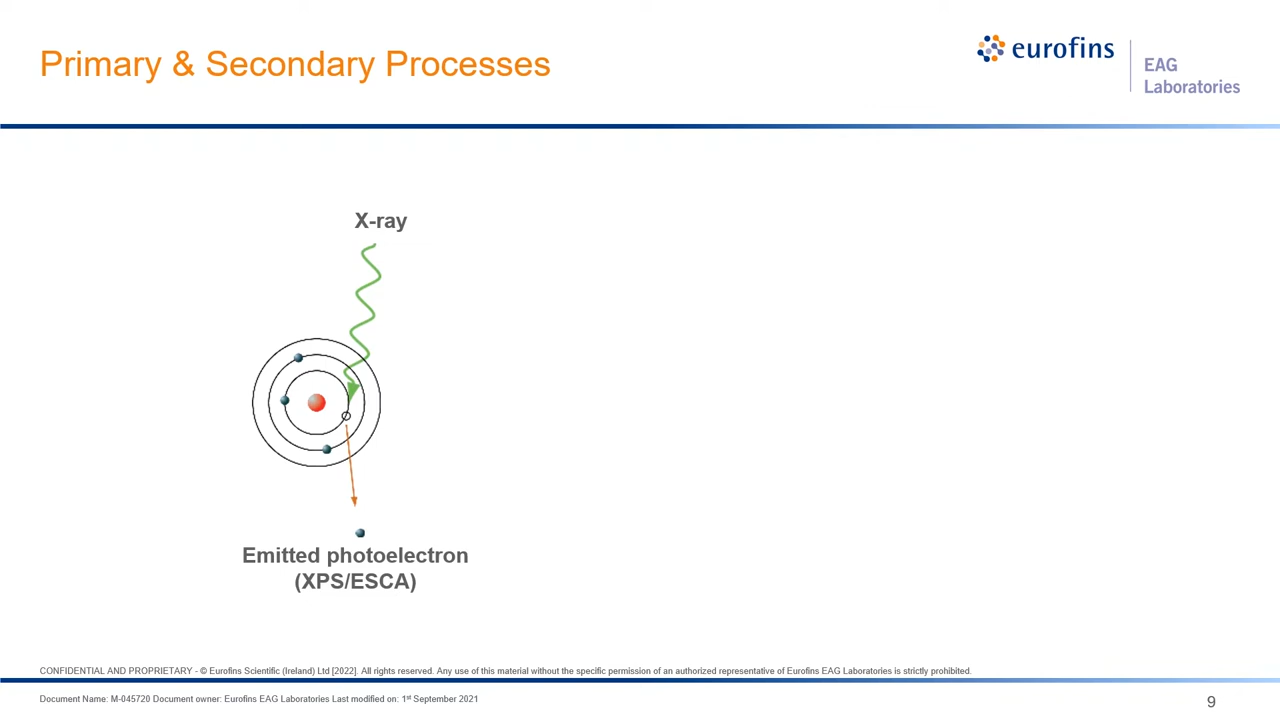 Primary & Secondary Processes
eurofins
EAG
Laboratories
X-ray
Emitted photoelectron
(XPS/ESCA)
CONFIDENTIAL AND PROPRIETARY - © Eurofins Scientific (Ireland) Ltd [2022]. All rights reserved. Any use of this material without the specific permission of an authorized representative of Eurofins EAG Laboratories is strictly prohibited.
Document Name: M-045720 Document owner: Eurofins EAG Laboratories Last modified on: 1st September 2021
9